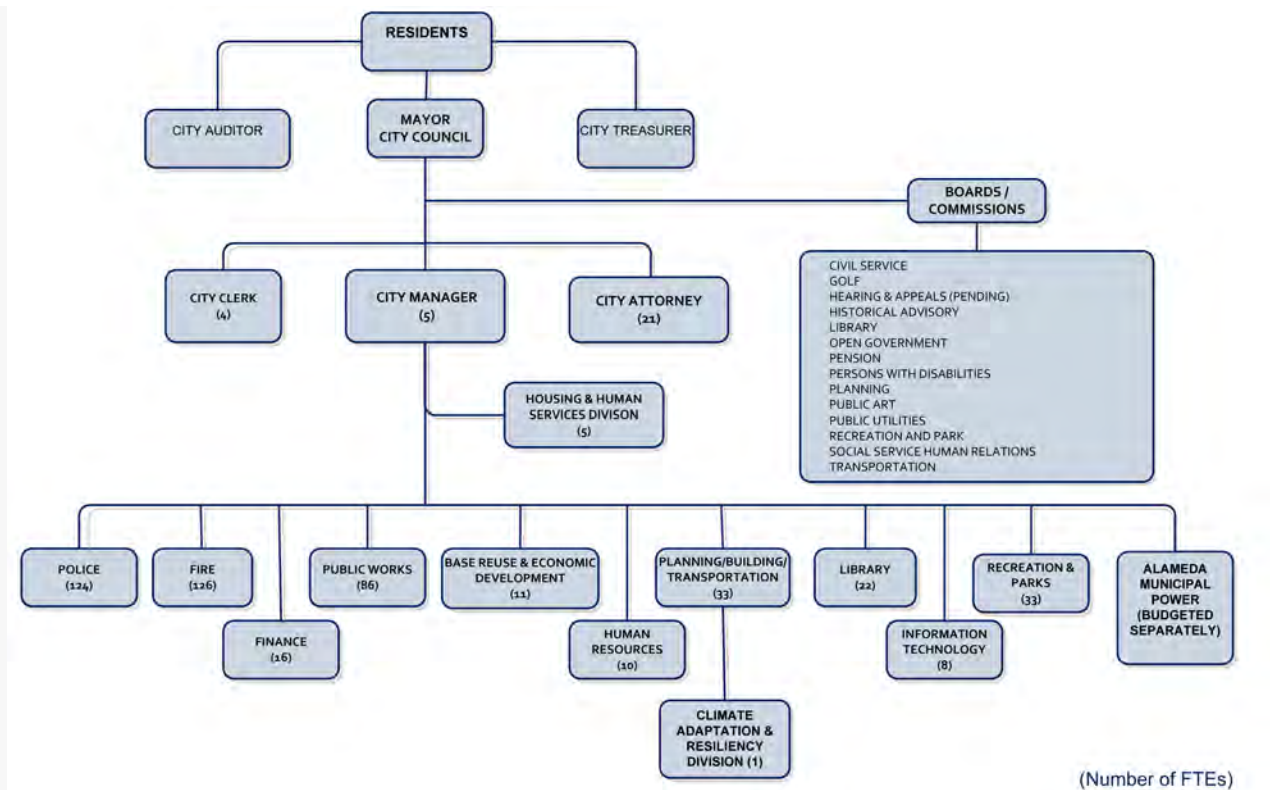 RESIDENTS
CITY AUDITOR
MAYOR
CITY COUNCIL
CITY TREASURER
BOARDS /
COMMISSIONS
CIVIL SERVICE
GOLF
HEARING & APPEALS (PENDING)
HISTORICAL ADVISORY
LIBRARY
OPEN GOVERNMENT
PENSION
PERSONS WITH DISABILITIES
PLANNING
PUBLIC ART
PUBLIC UTILITIES
RECREATION AND PARK
SOCIAL SERVICE HUMAN RELATIONS
TRANSPORTATION
CITY CLERK
(4)
CITY MANAGER
(5)
CITY ATTORNEY
(21)
HOUSING & HUMAN
SERVICES DIVISON
(5)
POLICE
(124)
FIRE
(126)
FINANCE
(16)
PUBLIC WORKS
(86)
BASE REUSE & ECONOMIC
DEVELOPMENT
(11)
HUMAN
RESOURCES
(10)
PLANNING/BUILDING/
TRANSPORTATION
(33)
CLIMATE
ADAPTATION &
RESILIENCY
DIVISION (1)
LIBRARY
(22)
INFORMATION
TECHNOLOGY
(8)
RECREATION &
PARKS
(33)
ALAMEDA
MUNICIPAL
POWER
(BUDGETED
SEPARATELY)
(Number of FTEs)